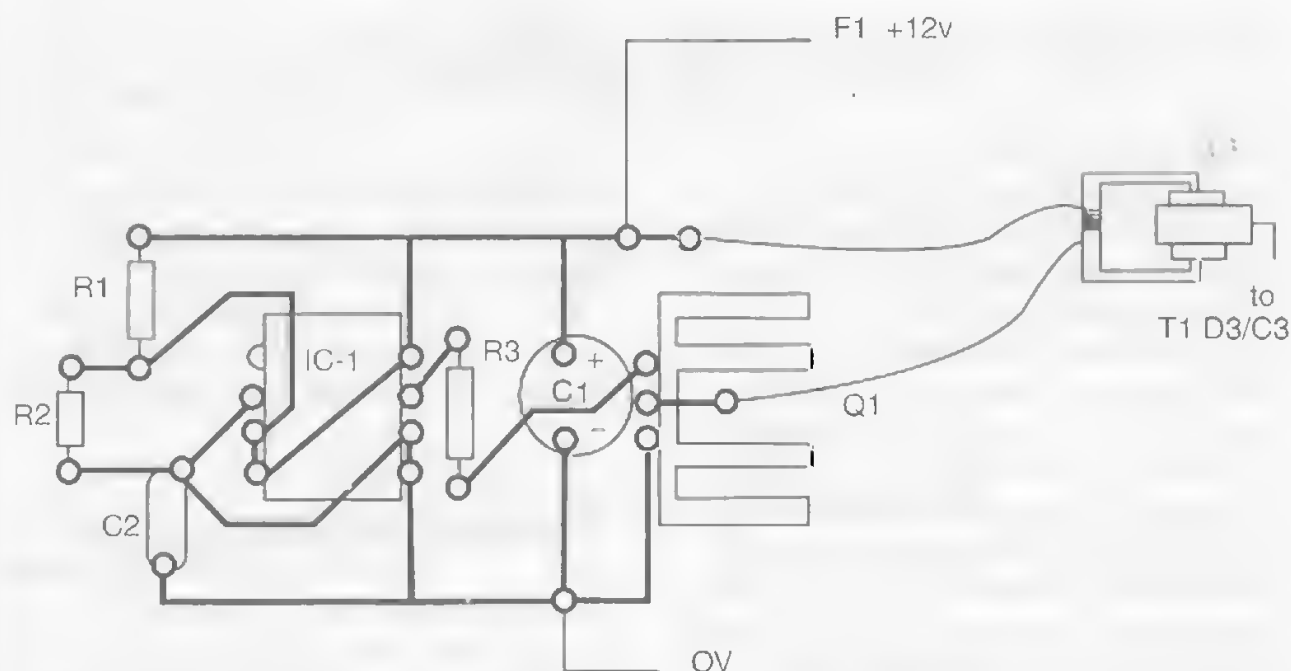 F1 +12v
R1
IC-1
R3
+
C1
-
R2
C2
Q1
to
T1 D3/C3
OV